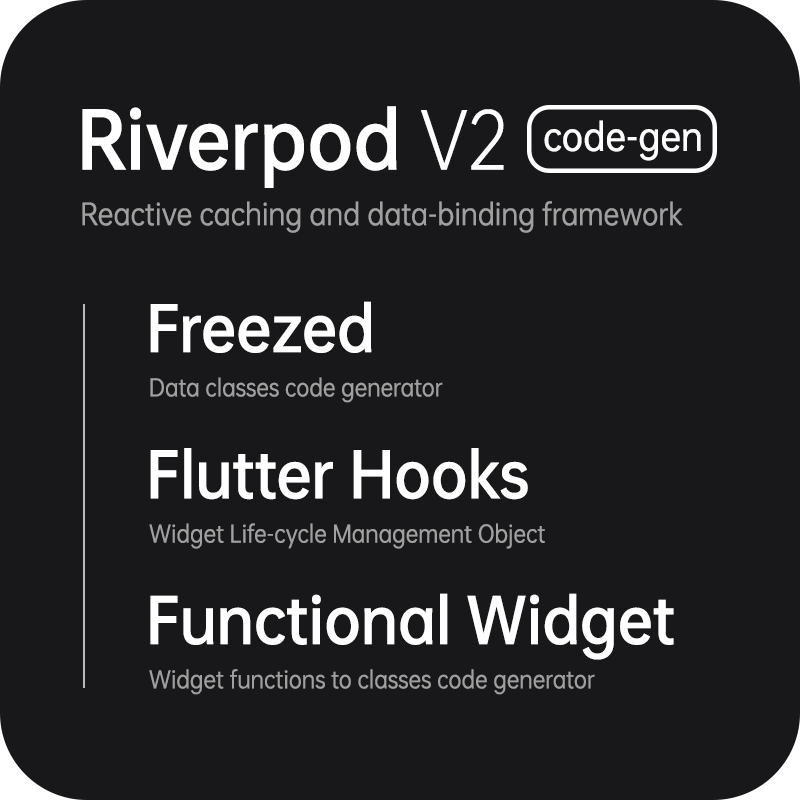 Riverpod V2 code-gen
Reactive caching and data-binding framework
Freezed
Data classes code generator
Flutter Hooks
Widget Life-cycle Management Object
Functional Widget
Widget functions to classes code generator